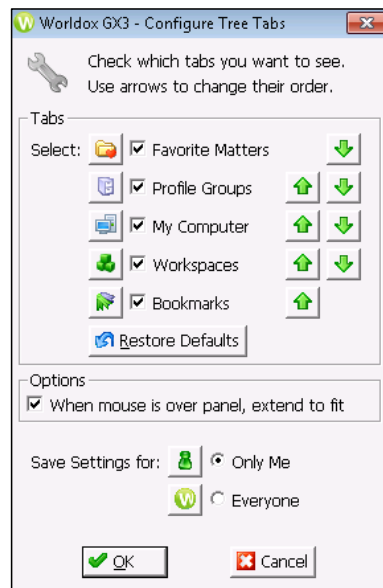 Worldox GX3 - Configure Tree Tabs
Check which tabs you want to see.
Use arrows to change their order.
Tabs
Select: Favorite Matters
Profile Groups
My Computer
Workspaces
Bookmarks
Restore Defaults
Options
When mouse is over panel, extend to fit
Save Settings for: Only Me
W Everyone
OK Cancel